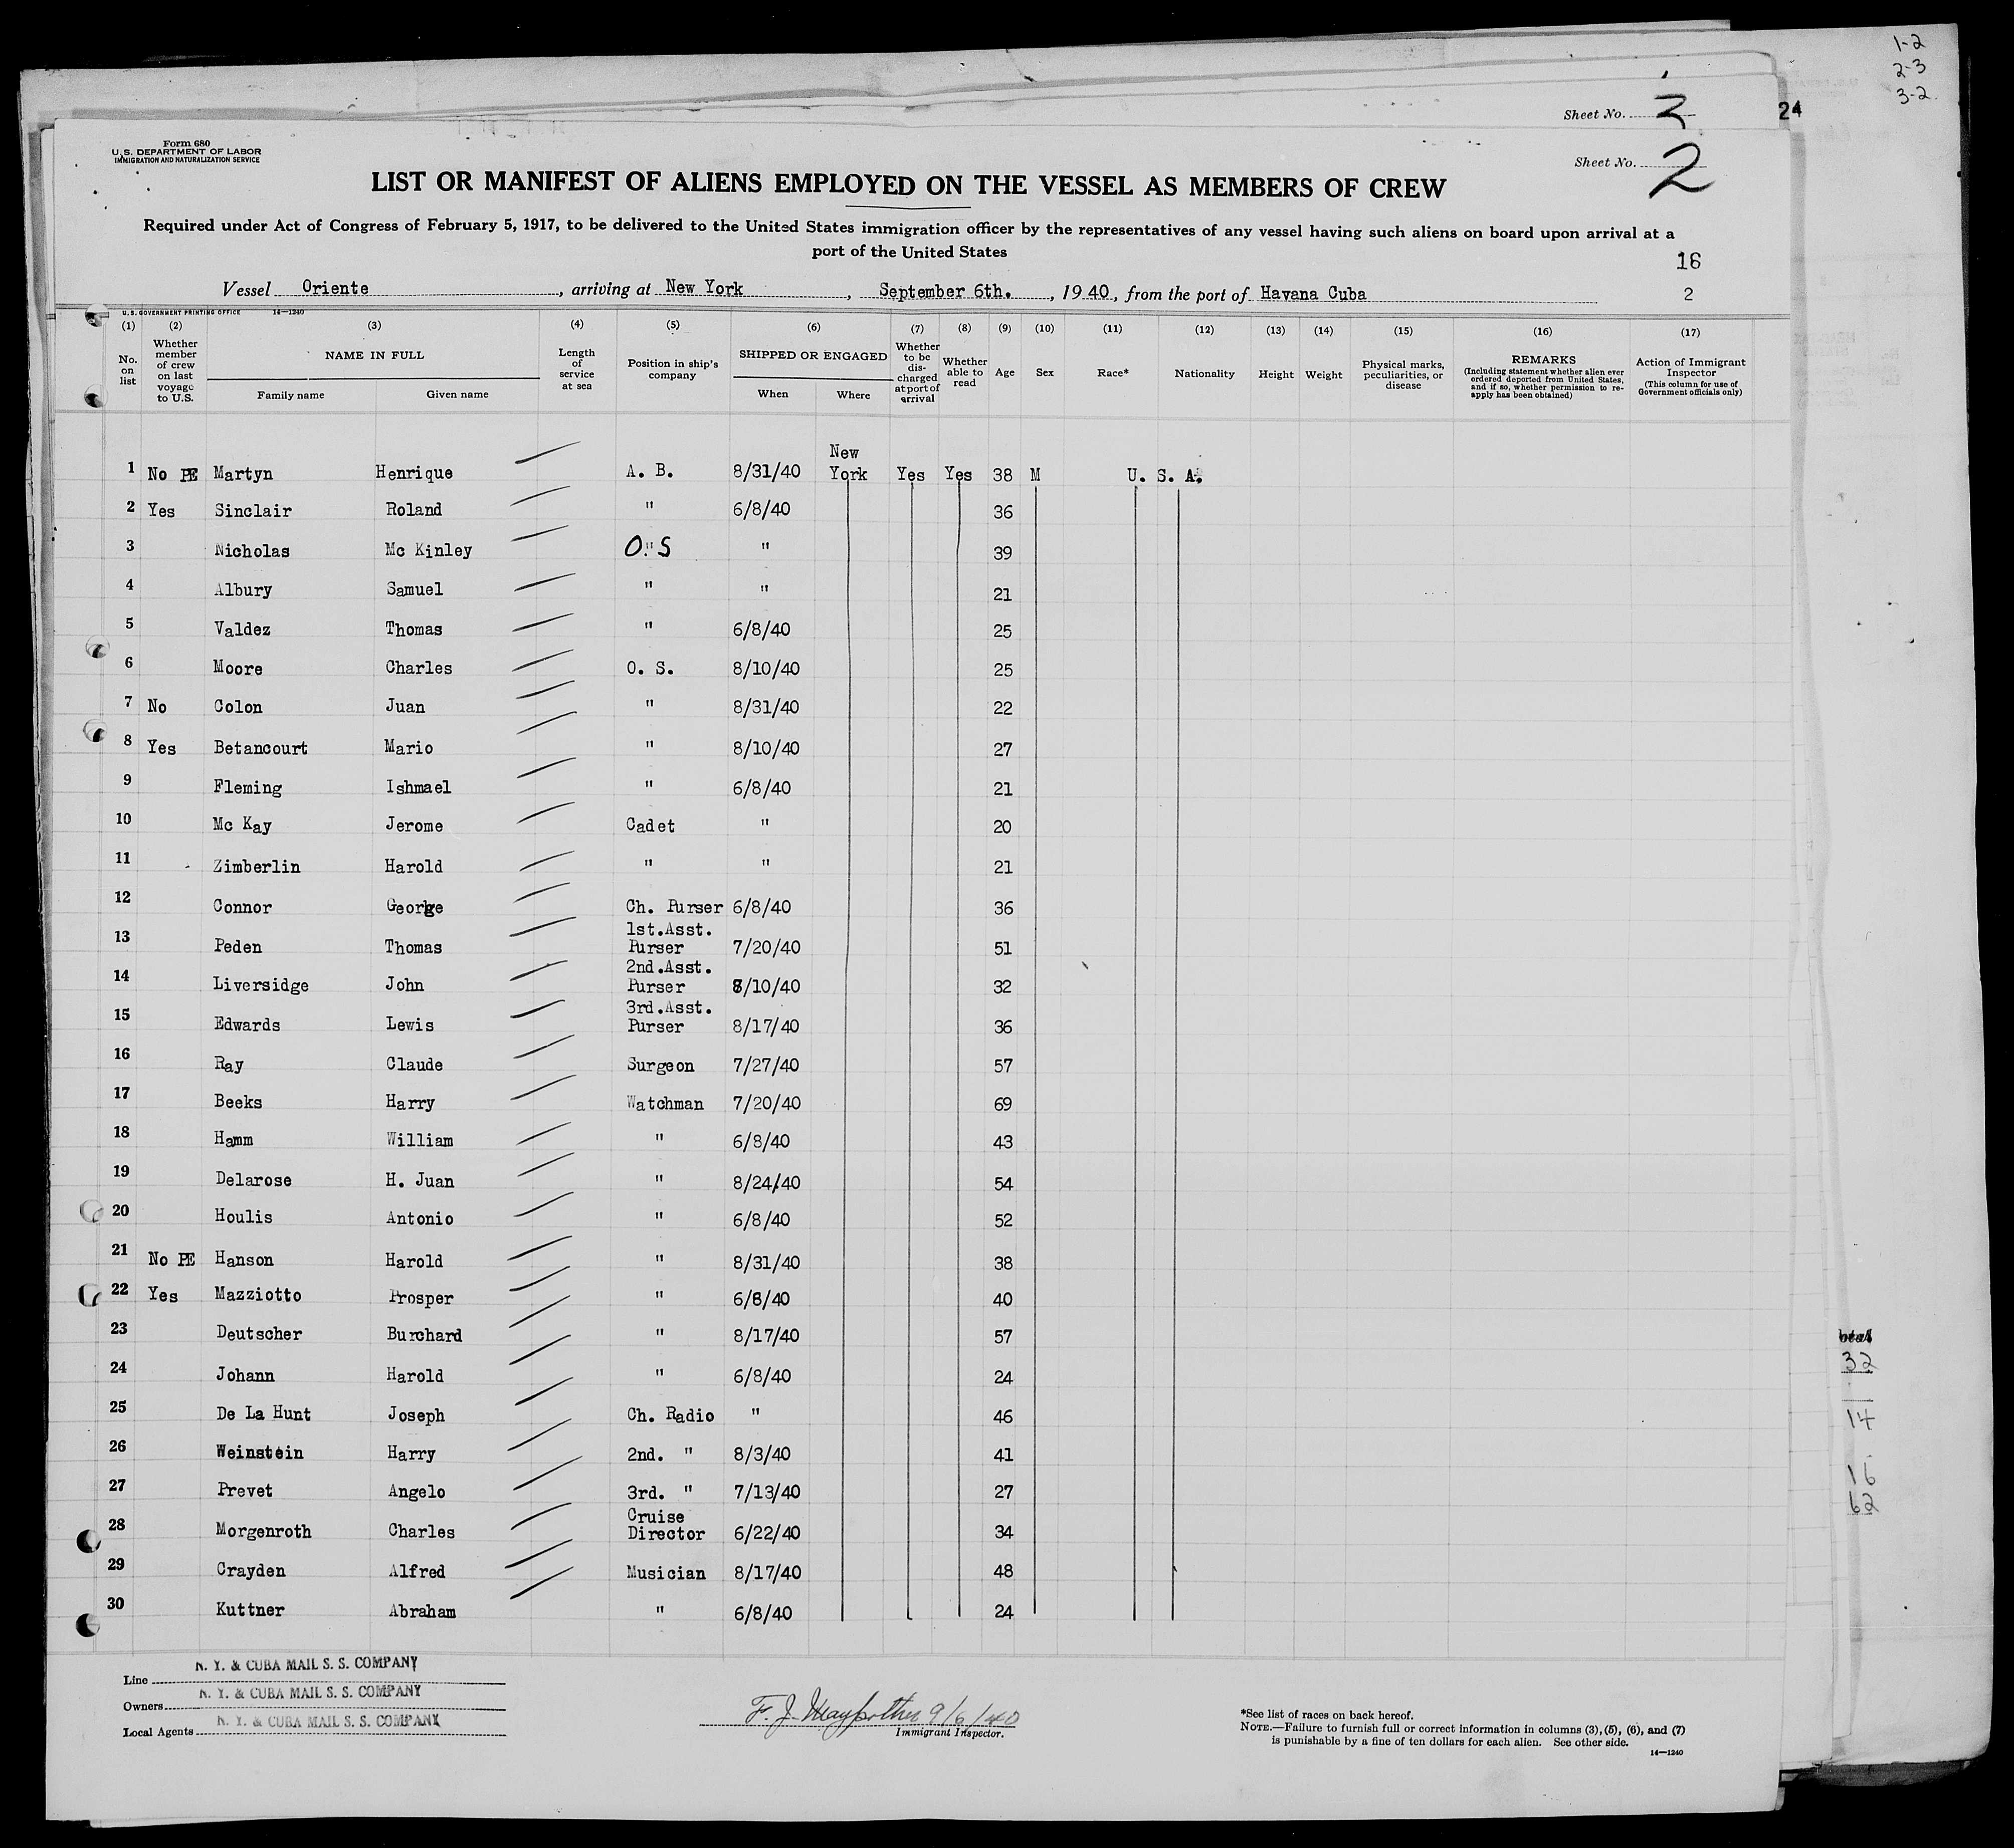 1-2
2-3
3-2
Sheet No. 3
24
Form 680
U.S. DEPARTMENT OF LABOR
IMMIGRATION AND NATURALIZATION SERVICE
Sheet No. 2
LIST OR MANIFEST OF ALIENS EMPLOYED ON THE VESSEL AS MEMBERS OF CREW
Required under Act of Congress of February 5, 1917, to be delivered to the United States immigration officer by the representatives of any vessel having such aliens on board upon arrival at a
port of the United States
16
Vessel Oriente, arriving at New York, September 6th., 1940, from the port of Havana Cuba 2
U.S. GOVERNMENT PRINTING OFFICE 14—1240
(1) (2) (3) (4) (5) (6) (7) (8) (9) (10) (11) (12) (13) (14) (15) (16) (17)
No. on list
Whether member of crew on last voyage to U.S.
NAME IN FULL
Family name Given name
Length of service at sea
Position in ship's company
SHIPPED OR ENGAGED
When Where
Whether to be discharged at port of arrival
Whether able to read
Age
Sex
Race*
Nationality
Height
Weight
Physical marks, peculiarities, or disease
REMARKS
(Including statement whether alien ever ordered deported from United States, and if so, whether permission to re-apply has been obtained)
Action of Immigrant Inspector
(This column for use of Government officials only)
1 No PE Martyn Henrique A. B. 8/31/40 New York Yes Yes 38 M U. S. A.
2 Yes Sinclair Roland " 6/8/40 36
3 Nicholas Mc Kinley O." S " 39
4 Albury Samuel " " 21
5 Valdez Thomas " 6/8/40 25
6 Moore Charles O. S. 8/10/40 25
7 No Colon Juan " 8/31/40 22
8 Yes Betancourt Mario " 8/10/40 27
9 Fleming Ishmael " 6/8/40 21
10 Mc Kay Jerome Cadet " 20
11 Zimberlin Harold " " 21
12 Connor George Ch. Purser 6/8/40 36
13 Peden Thomas 1st.Asst. Purser 7/20/40 51
14 Liversidge John 2nd.Asst. Purser 8/10/40 32
15 Edwards Lewis 3rd.Asst. Purser 8/17/40 36
16 Ray Claude Surgeon 7/27/40 57
17 Beeks Harry Watchman 7/20/40 69
18 Hamm William " 6/8/40 43
19 Delarose H. Juan " 8/24/40 54
20 Houlis Antonio " 6/8/40 52
21 No PE Hanson Harold " 8/31/40 38
22 Yes Mazziotto Prosper " 6/8/40 40
23 Deutscher Burchard " 8/17/40 57
24 Johann Harold " 6/8/40 24
25 De La Hunt Joseph Ch. Radio " 46
26 Weinstein Harry 2nd. " 8/3/40 41
27 Prevet Angelo 3rd. " 7/13/40 27
28 Morgenroth Charles Cruise Director 6/22/40 34
29 Crayden Alfred Musician 8/17/40 48
30 Kuttner Abraham " 6/8/40 24
32
14
16
62
Line N. Y. & CUBA MAIL S. S. COMPANY
Owners N. Y. & CUBA MAIL S. S. COMPANY
Local Agents N. Y. & CUBA MAIL S. S. COMPANY
F. J. 9/6/40
Immigrant Inspector.
*See list of races on back hereof.
NOTE.—Failure to furnish full or correct information in columns (3), (5), (6), and (7)
is punishable by a fine of ten dollars for each alien. See other side.
14—1240